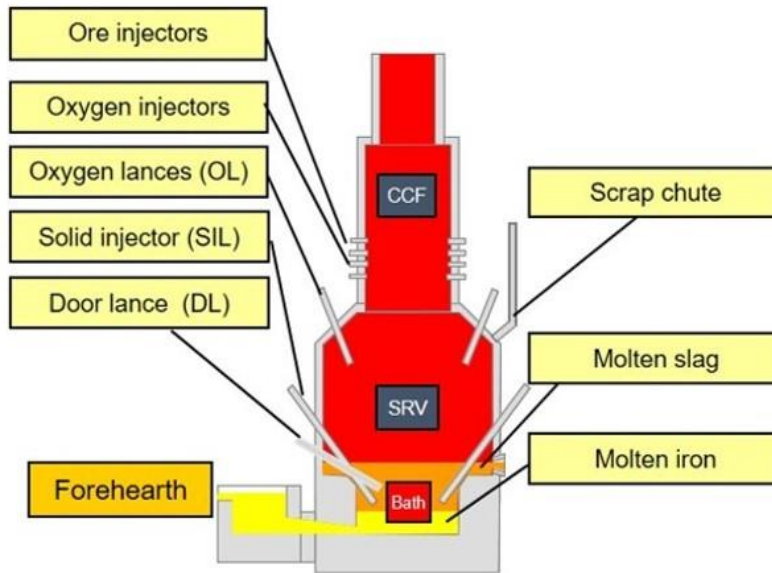 Ore injectors
Oxygen injectors
Oxygen lances (OL)
Solid injector (SIL)
Door lance (DL)
Forehearth
CCF
SRV
Bath
Scrap chute
Molten slag
Molten iron